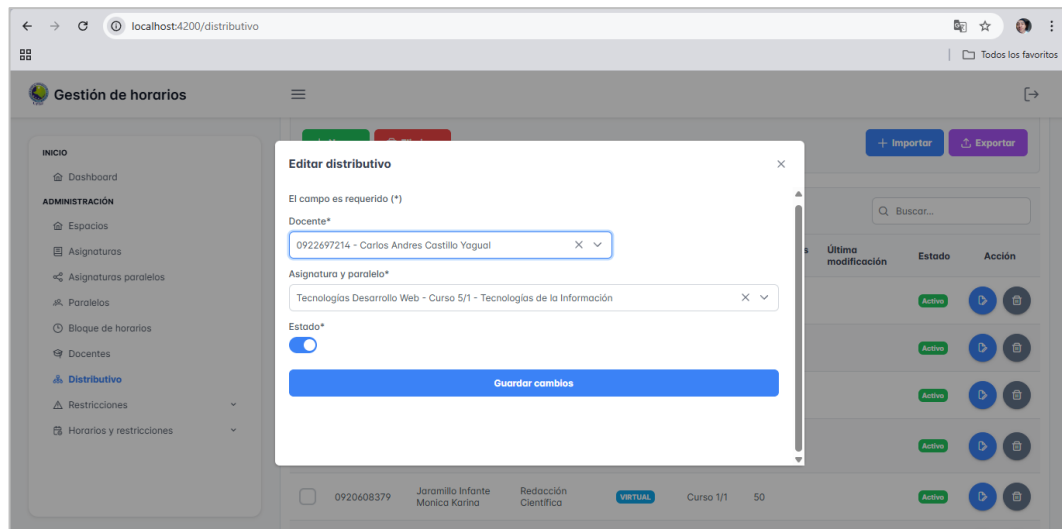 localhost:4200/distributivo
Todos los favoritos
Gestión de horarios
+ Importar
Exportar
INICIO
Dashboard
ADMINISTRACIÓN
Espacios
Asignaturas
Asignaturas paralelos
Paralelos
Bloque de horarios
Docentes
Distributivo
Restricciones
Horarios y restricciones
Editar distributivo
El campo es requerido (*)
Docente*
0922697214 - Carlos Andres Castillo Yagual
Asignatura y paralelo*
Tecnologías Desarrollo Web - Curso 5/1 - Tecnologías de la Información
Estado*
Guardar cambios
Buscar...
Última
modificación
Estado
Acción
Activo
Activo
Activo
Activo
0920608379
Jaramillo Infante
Monica Karina
Redacción
Científica
VIRTUAL
Curso 1/1
50
Activo